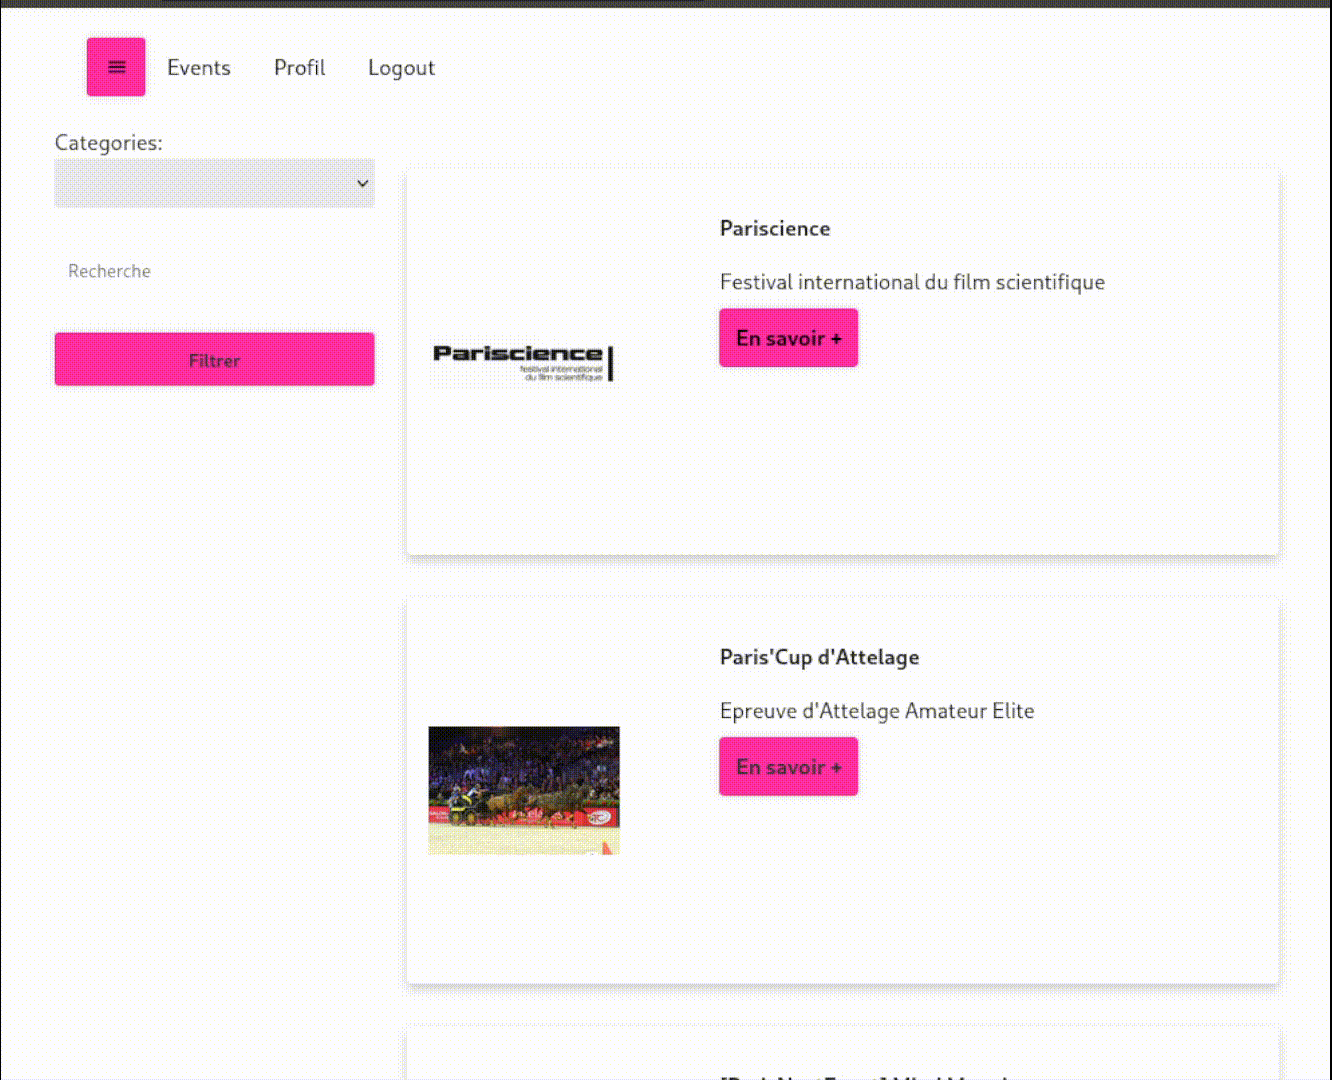 Events Profil Logout
Categories:
Recherche
Filtrer
Pariscience
Festival international du film scientifique
En savoir +
Pariscience
festival international
du film scientifique
Paris'Cup d'Attelage
Epreuve d'Attelage Amateur Elite
En savoir +